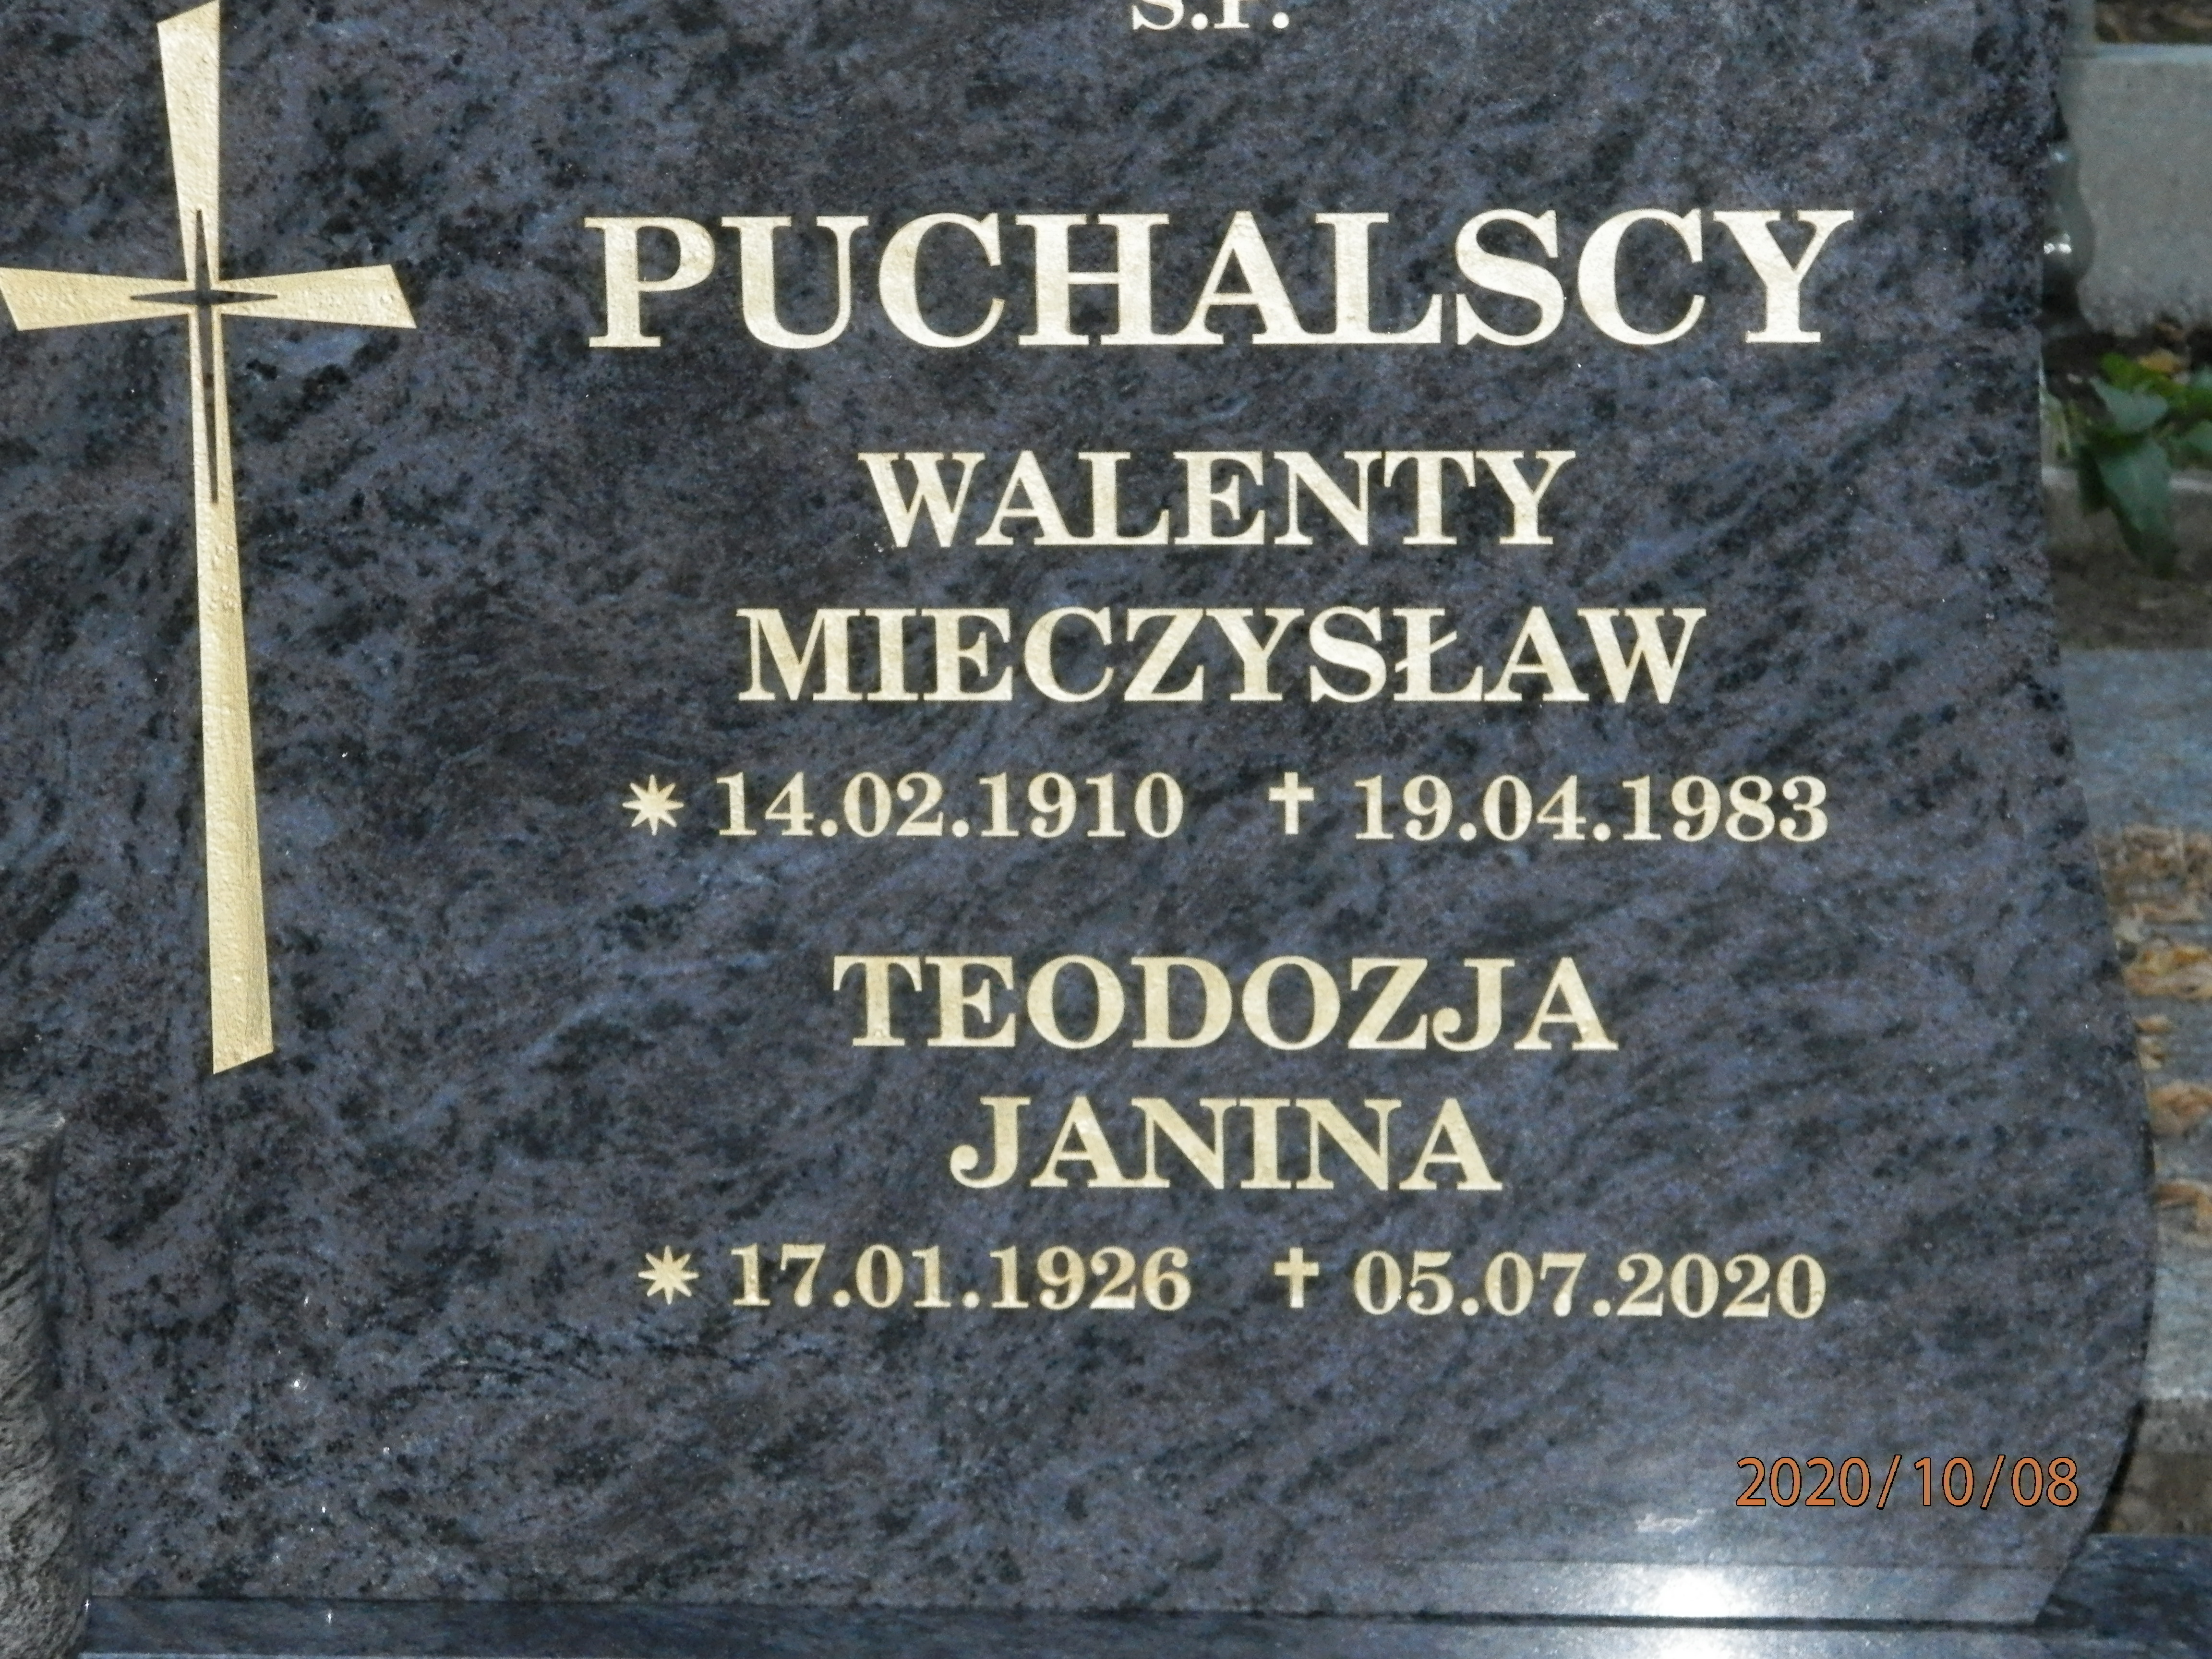 Ś.P.
PUCHALSCY
WALENTY
MIECZYSŁAW
* 14.02.1910 ✝ 19.04.1983
TEODOZJA
JANINA
* 17.01.1926 ✝ 05.07.2020
2020/10/08